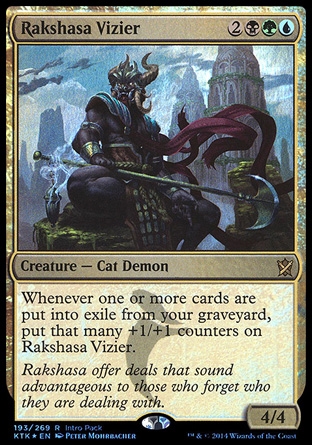 Rakshasa Vizier 2
Creature — Cat Demon
Whenever one or more cards are
put into exile from your graveyard,
put that many +1/+1 counters on
Rakshasa Vizier.
Rakshasa offer deals that sound
advantageous to those who forget who
they are dealing with.
4/4
193/269 R Intro Pack
KTK ★ EN Peter Mohrbacher
™ & © 2014 Wizards of the Coast